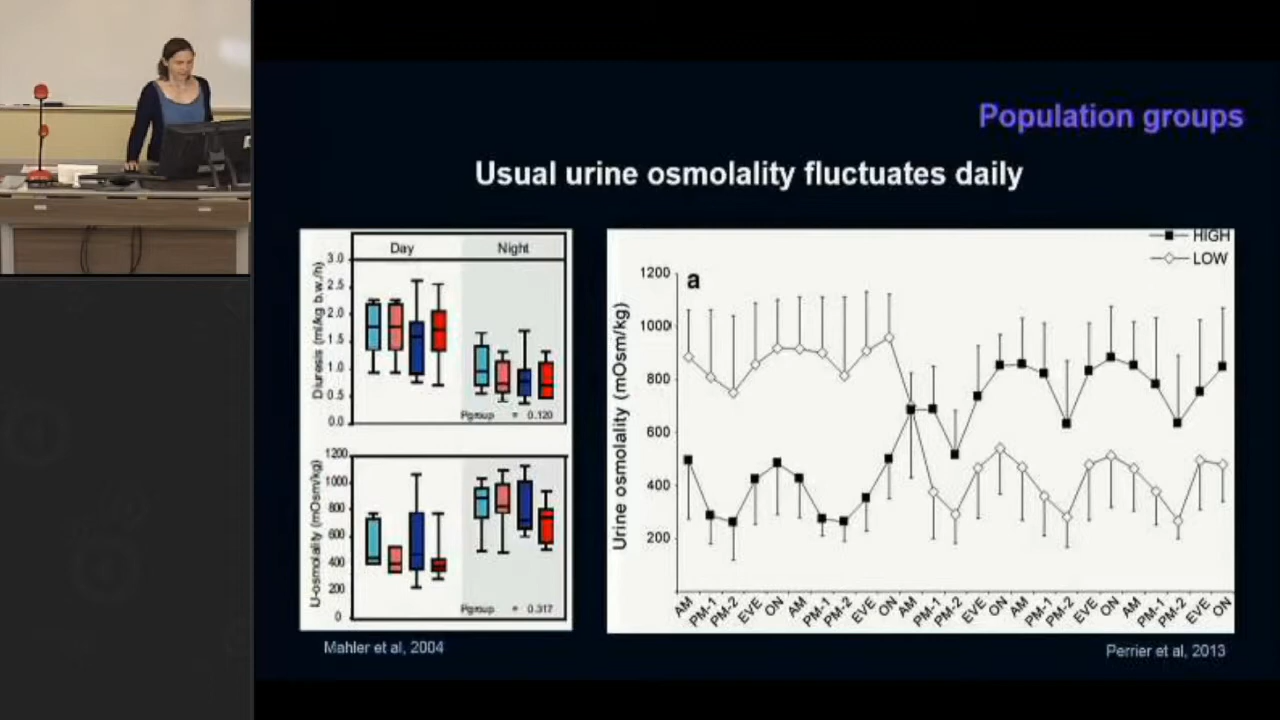 Population groups
Usual urine osmolality fluctuates daily
Day
Night
Diuresis (ml/kg b.w./h)
3.0
2.5
2.0
1.5
1.0
0.5
0.0
Pgroup = 0.120
U-osmolality (mOsm/kg)
1200
1000
800
600
400
200
0
Pgroup = 0.317
Mahler et al, 2004
HIGH
LOW
a
Urine osmolality (mOsm/kg)
1200
1000
800
600
400
200
AM PM-1 PM-2 EVE ON AM PM-1 PM-2 EVE ON AM PM-1 PM-2 EVE ON AM PM-1 PM-2 EVE ON AM PM-1 PM-2 EVE ON
Perrier et al, 2013